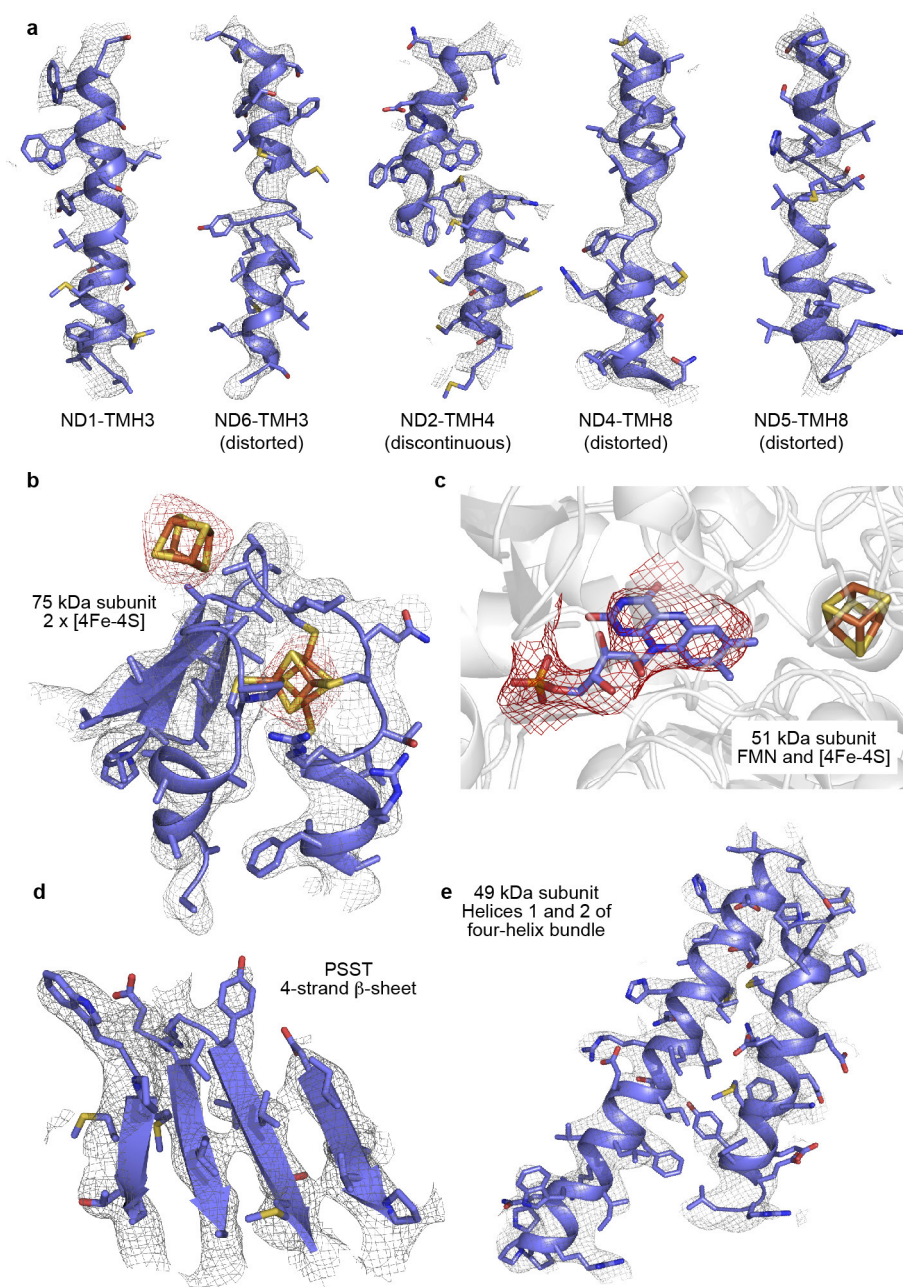 a
ND1-TMH3
ND6-TMH3
(distorted)
ND2-TMH4
(discontinuous)
ND4-TMH8
(distorted)
ND5-TMH8
(distorted)
b
75 kDa subunit
2 x [4Fe-4S]
c
51 kDa subunit
FMN and [4Fe-4S]
d
PSST
4-strand β-sheet
e
49 kDa subunit
Helices 1 and 2 of
four-helix bundle